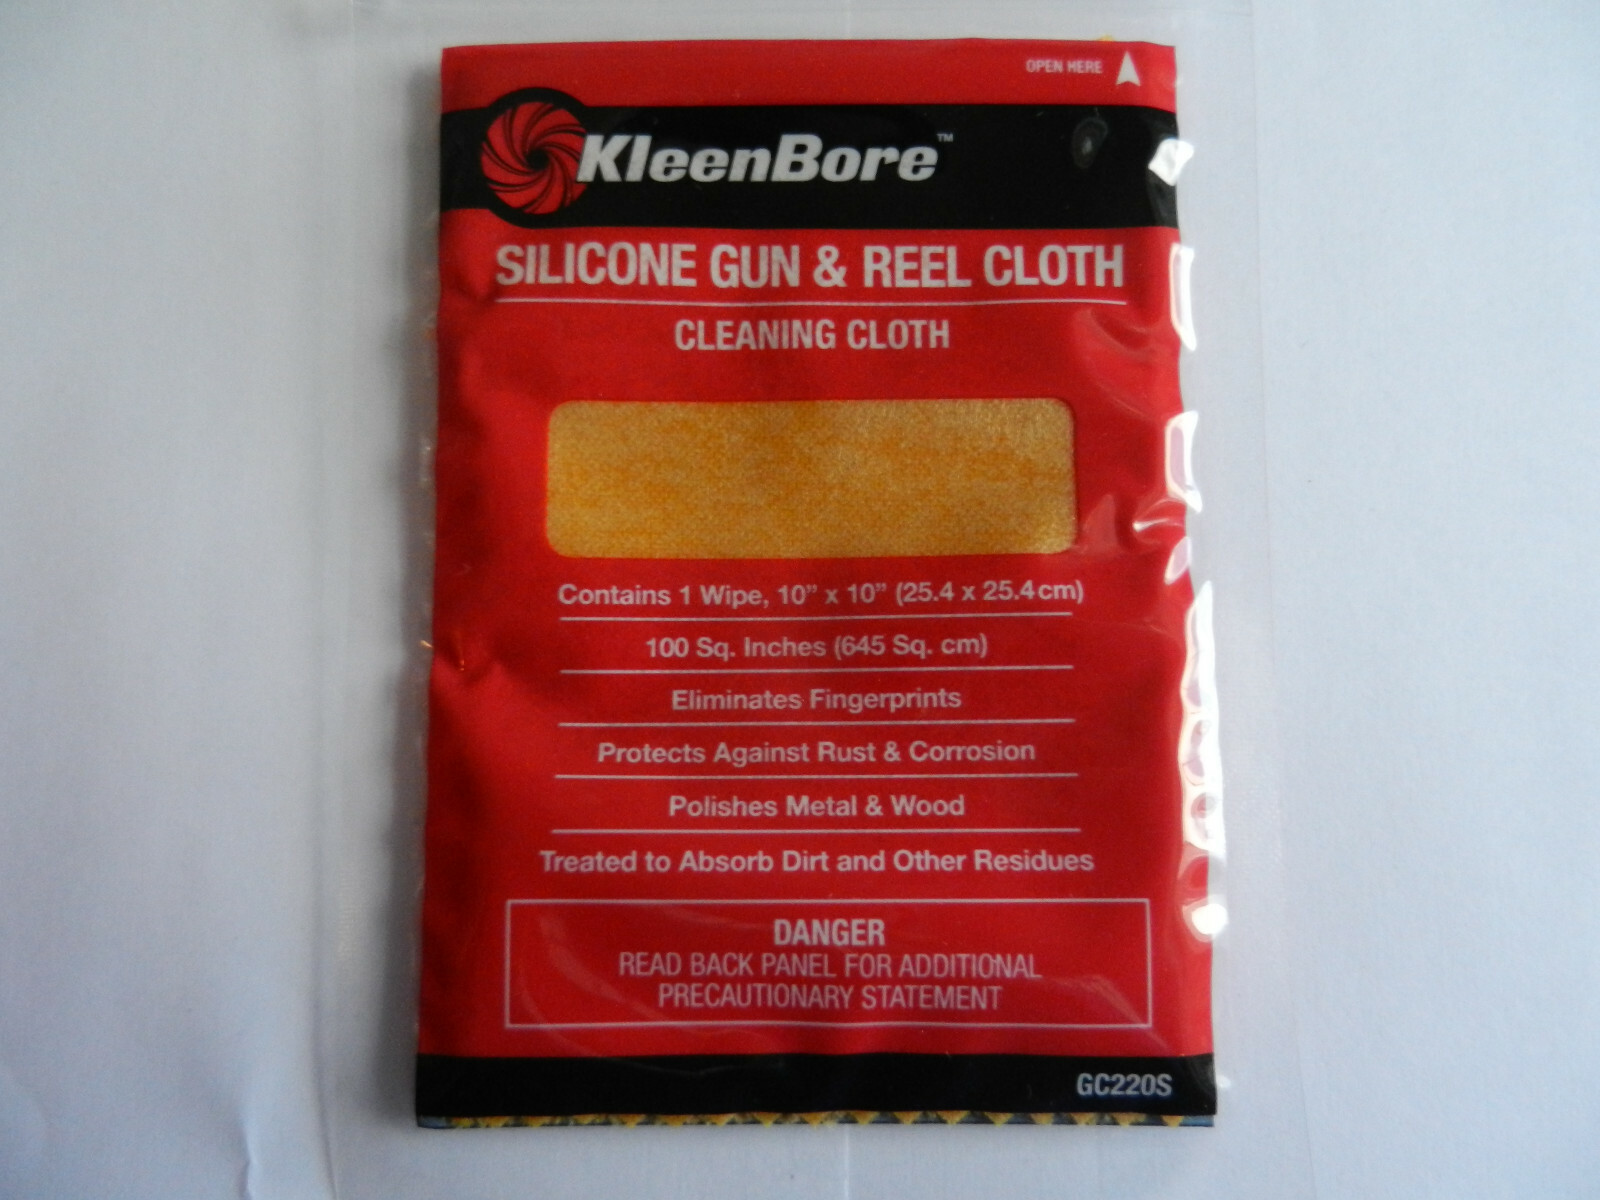 OPEN HERE
KleenBore™
SILICONE GUN & REEL CLOTH
CLEANING CLOTH
Contains 1 Wipe, 10” x 10” (25.4 x 25.4cm)
100 Sq. Inches (645 Sq. cm)
Eliminates Fingerprints
Protects Against Rust & Corrosion
Polishes Metal & Wood
Treated to Absorb Dirt and Other Residues
DANGER
READ BACK PANEL FOR ADDITIONAL
PRECAUTIONARY STATEMENT
GC220S